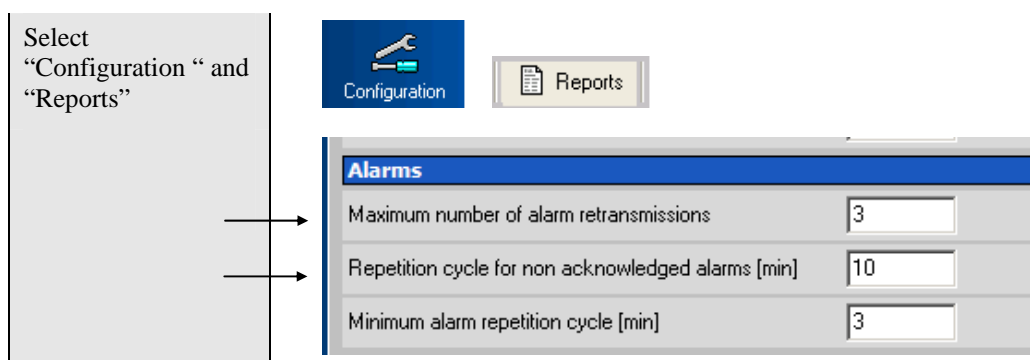 Select
“Configuration “ and
“Reports”
Configuration
Reports
Alarms
Maximum number of alarm retransmissions 3
Repetition cycle for non acknowledged alarms [min] 10
Minimum alarm repetition cycle [min] 3